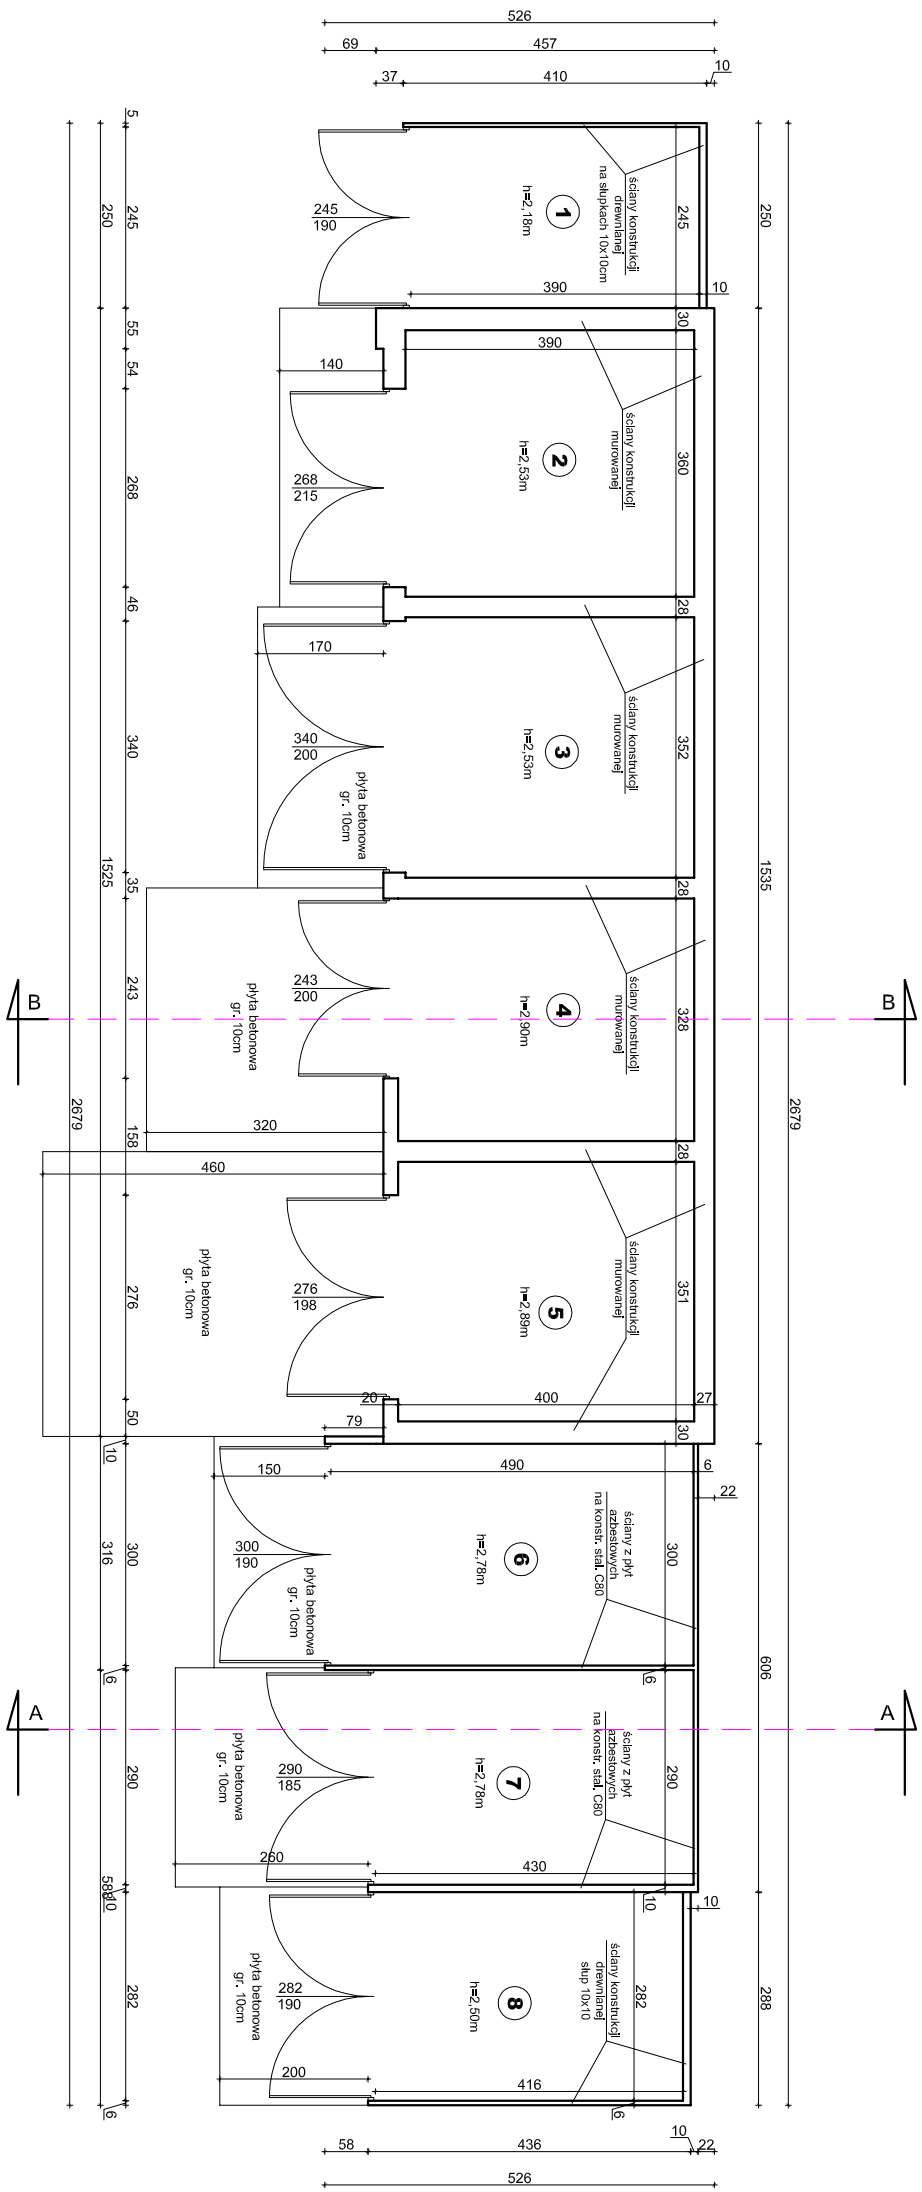 526
69
457
37
410
10
5
245
250
245
190
h=2,18m
1
ściany konstrukcji
drewnianej
na słupkach 10x10cm
245
390
10
250
55
54
140
30
390
268
268
215
h=2,53m
2
ściany konstrukcji
murowanej
360
46
28
170
340
340
200
płyta betonowa
gr. 10cm
h=2,53m
3
ściany konstrukcji
murowanej
352
1525
1535
35
28
243
243
200
płyta betonowa
gr. 10cm
h=2,90m
4
ściany konstrukcji
murowanej
328
B
B
2679
2679
158
320
28
460
276
276
198
płyta betonowa
gr. 10cm
h=2,89m
5
ściany konstrukcji
murowanej
351
20
400
27
50
79
30
10
150
490
6
22
316
300
300
190
płyta betonowa
gr. 10cm
h=2,78m
6
ściany z płyt
azbestowych
na konstr. stal. C80
300
606
6
6
A
A
290
290
185
płyta betonowa
gr. 10cm
h=2,78m
7
ściany z płyt
azbestowych
na konstr. stal. C80
290
260
430
588
10
10
10
282
282
190
płyta betonowa
gr. 10cm
h=2,50m
8
ściany konstrukcji
drewnianej
słup 10x10
282
288
200
416
6
6
58
436
10
22
526